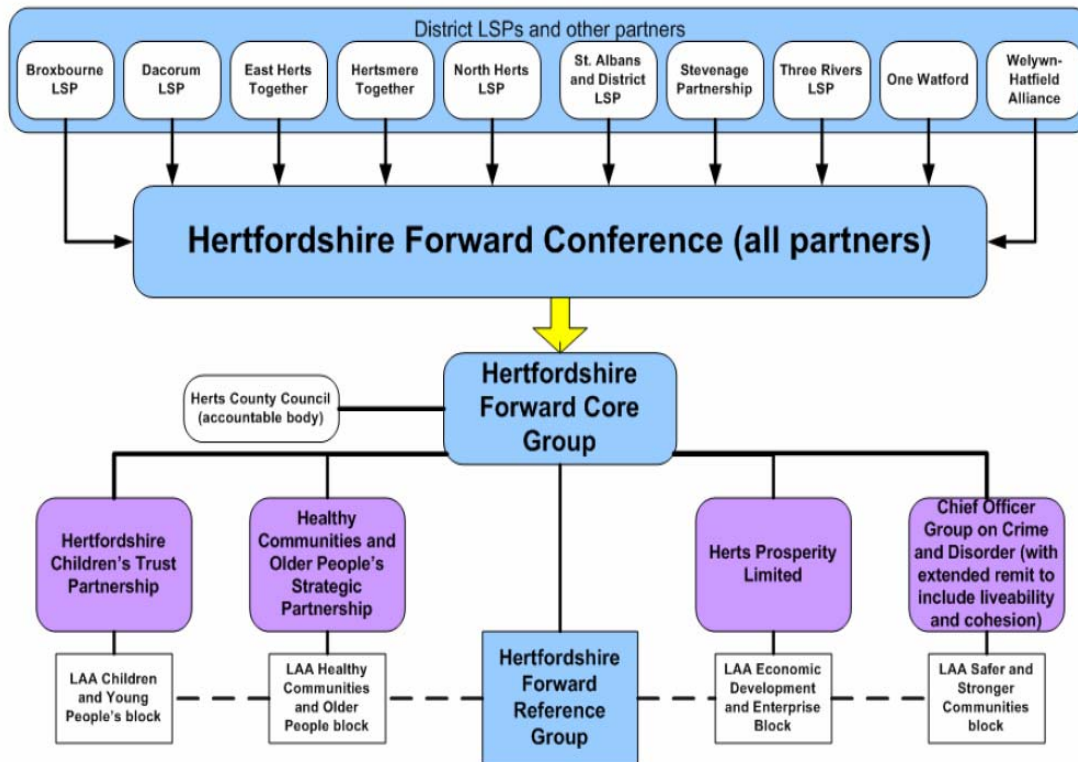 District LSPs and other partners
Broxbourne
LSP
Dacorum
LSP
East Herts
Together
Hertsmere
Together
North Herts
LSP
St. Albans
and District
LSP
Stevenage
Partnership
Three Rivers
LSP
One Watford
Welywn-
Hatfield
Alliance
Hertfordshire Forward Conference (all partners)
Hertfordshire
Forward Core
Group
Herts County Council
(accountable body)
Hertfordshire
Children's Trust
Partnership
Healthy
Communities and
Older People's
Strategic
Partnership
Herts Prosperity
Limited
Chief Officer
Group on Crime
and Disorder (with
extended remit to
include liveability
and cohesion)
LAA Children
and Young
People's block
LAA Healthy
Communities
and Older
People block
Hertfordshire
Forward
Reference
Group
LAA Economic
Development
and Enterprise
Block
LAA Safer and
Stronger
Communities
block